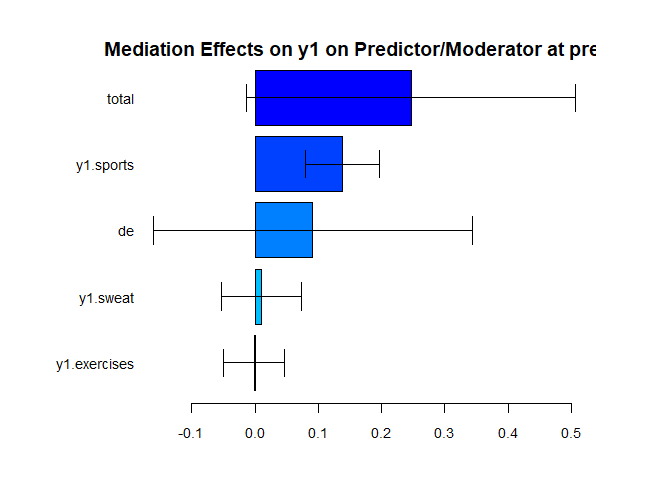 Mediation Effects on y1 on Predictor/Moderator at pre
total
y1.sports
de
y1.sweat
y1.exercises
-0.1 0.0 0.1 0.2 0.3 0.4 0.5